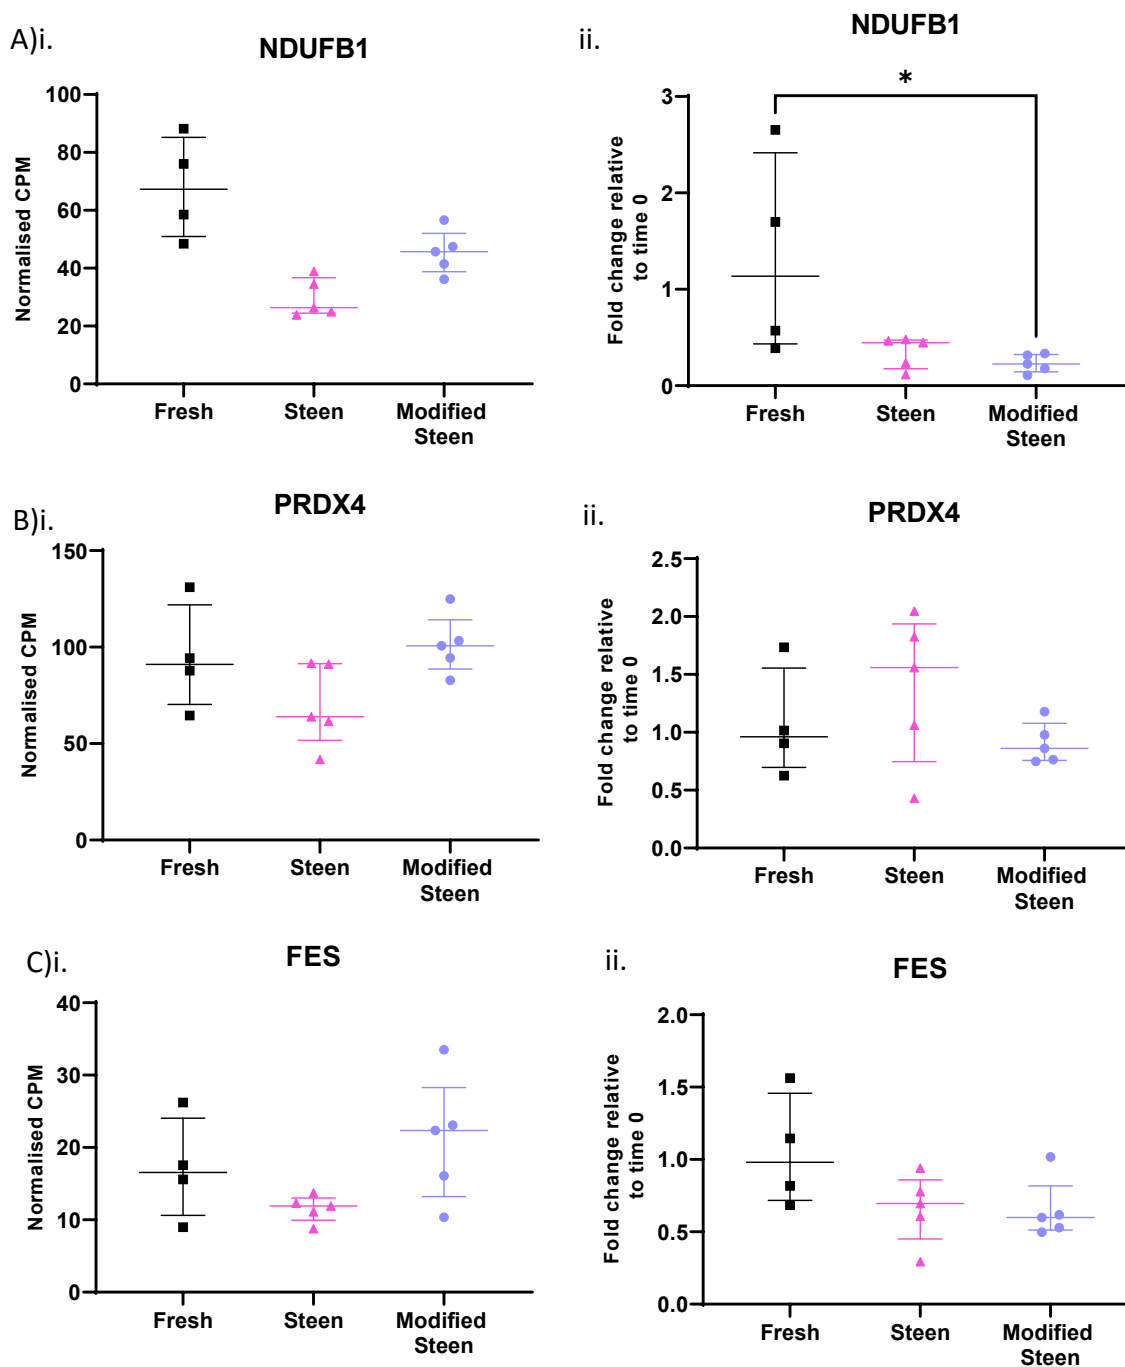 A)i.
NDUFB1
Normalised CPM
100
80
60
40
20
0
Fresh
Steen
Modified
Steen
ii.
NDUFB1
*
Fold change relative
to time 0
3
2
1
0
Fresh
Steen
Modified
Steen
B)i.
PRDX4
Normalised CPM
150
100
50
0
Fresh
Steen
Modified
Steen
ii.
PRDX4
Fold change relative
to time 0
2.5
2.0
1.5
1.0
0.5
0.0
Fresh
Steen
Modified
Steen
C)i.
FES
Normalised CPM
40
30
20
10
0
Fresh
Steen
Modified
Steen
ii.
FES
Fold change relative
to time 0
2.0
1.5
1.0
0.5
0.0
Fresh
Steen
Modified
Steen